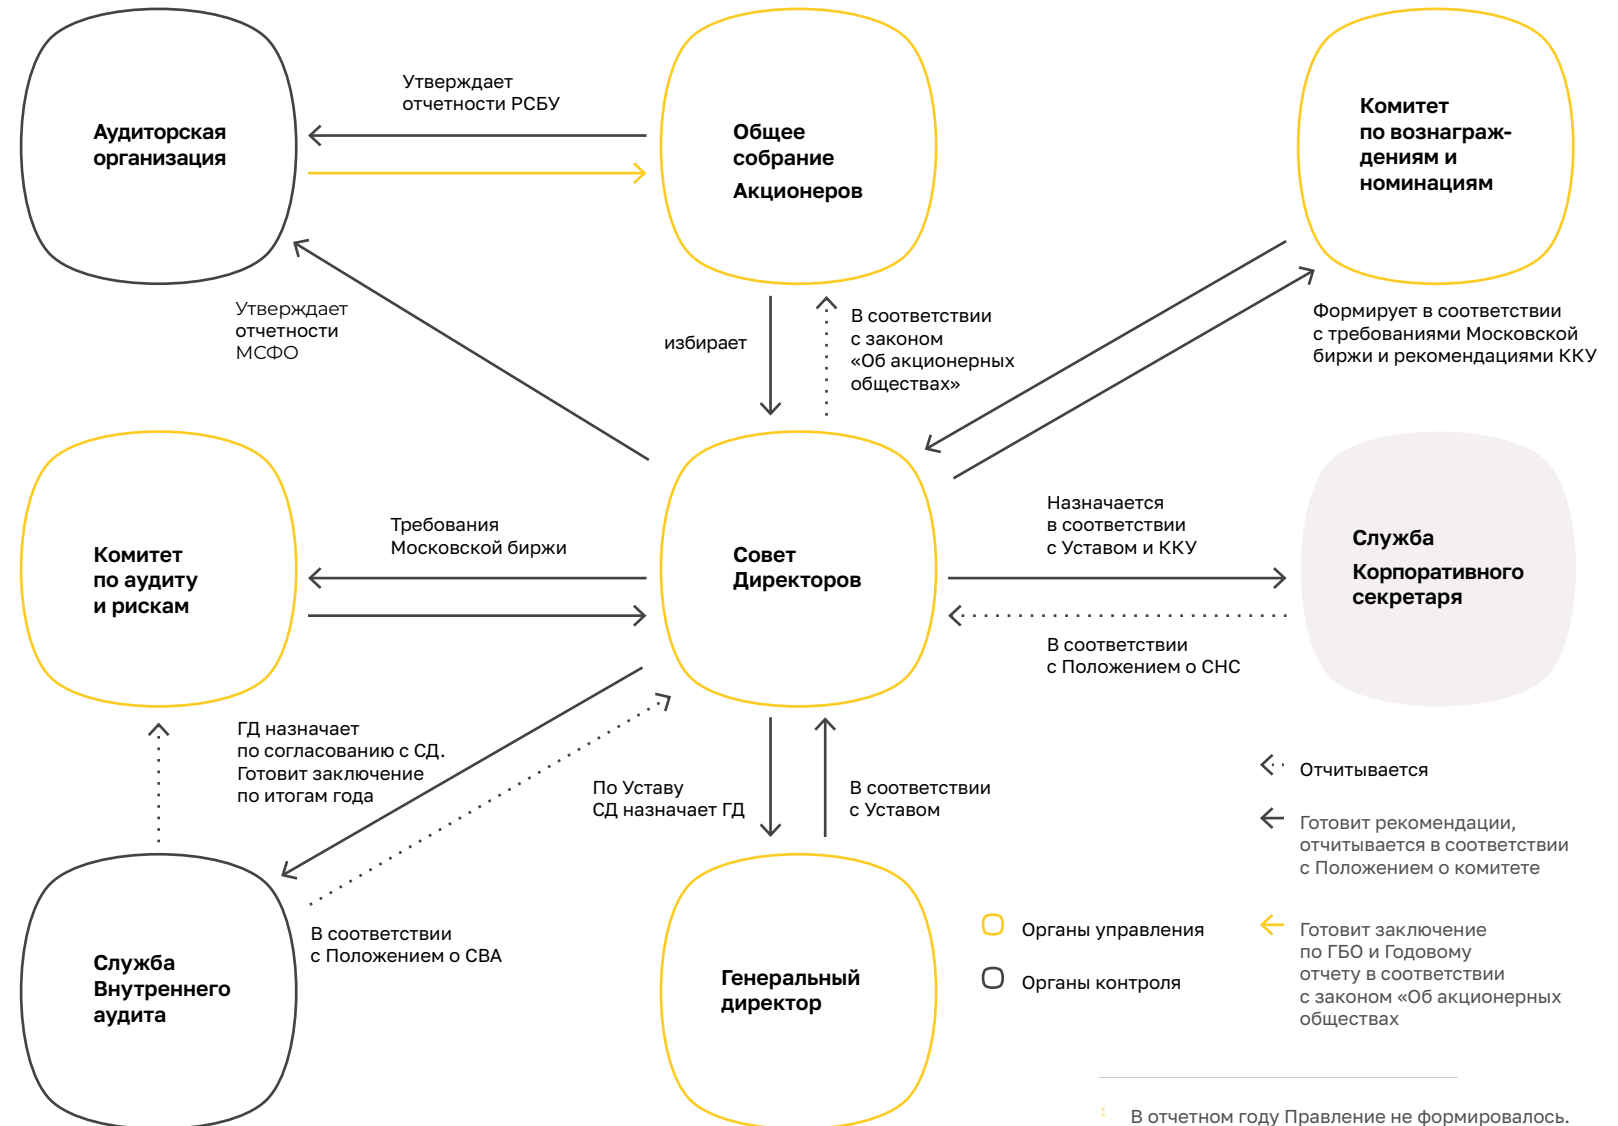 Аудиторская
организация
Утверждает
отчетности РСБУ
Общее
собрание
Акционеров
Комитет
по вознаграж-
дениям и
номинациям
Утверждает
отчетности
МСФО
избирает
В соответствии
с законом
«Об акционерных
обществах»
Формирует в соответствии
с требованиями Московской
биржи и рекомендациями ККУ
Комитет
по аудиту
и рискам
Требования
Московской биржи
Совет
Директоров
Назначается
в соответствии
с Уставом и ККУ
В соответствии
с Положением о СНС
Служба
Корпоративного
секретаря
ГД назначает
по согласованию с СД.
Готовит заключение
по итогам года
По Уставу
СД назначает ГД
В соответствии
с Уставом
Служба
Внутреннего
аудита
В соответствии
с Положением о СВА
Генеральный
директор
Органы управления
Органы контроля
Отчитывается
Готовит рекомендации,
отчитывается в соответствии
с Положением о комитете
Готовит заключение
по ГБО и Годовому
отчету в соответствии
с законом «Об акционерных
обществах
1 В отчетном году Правление не формировалось.